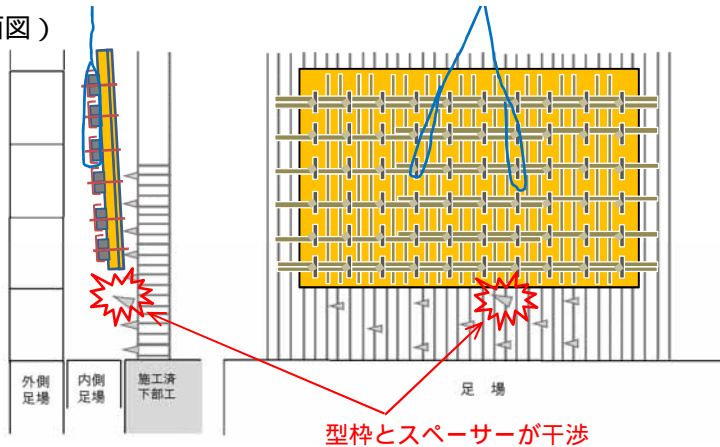 面図）
外側
足場
内側
足場
施工済
下部工
足 場
型枠とスペーサーが干渉